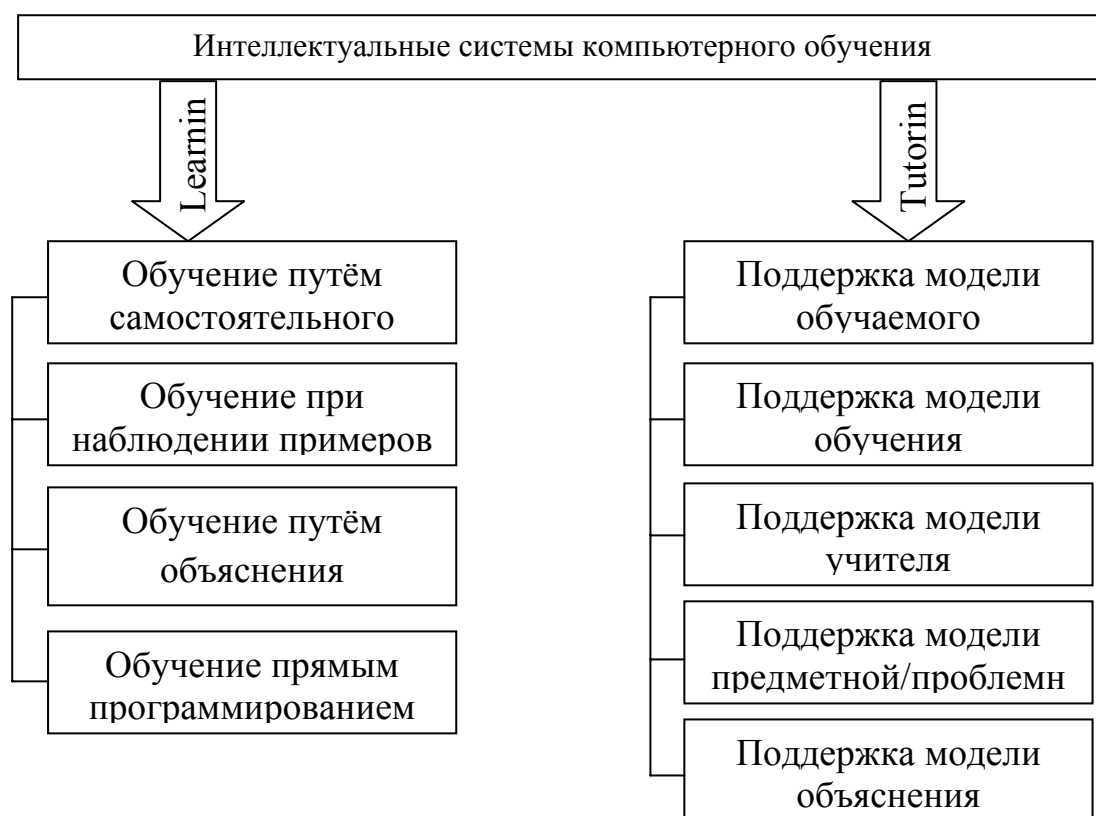 Интеллектуальные системы компьютерного обучения
Learnin
Обучение путём
самостоятельного
Обучение при
наблюдении примеров
Обучение путём
объяснения
Обучение прямым
программированием
Tutorin
Поддержка модели
обучаемого
Поддержка модели
обучения
Поддержка модели
учителя
Поддержка модели
предметной/проблемн
Поддержка модели
объяснения